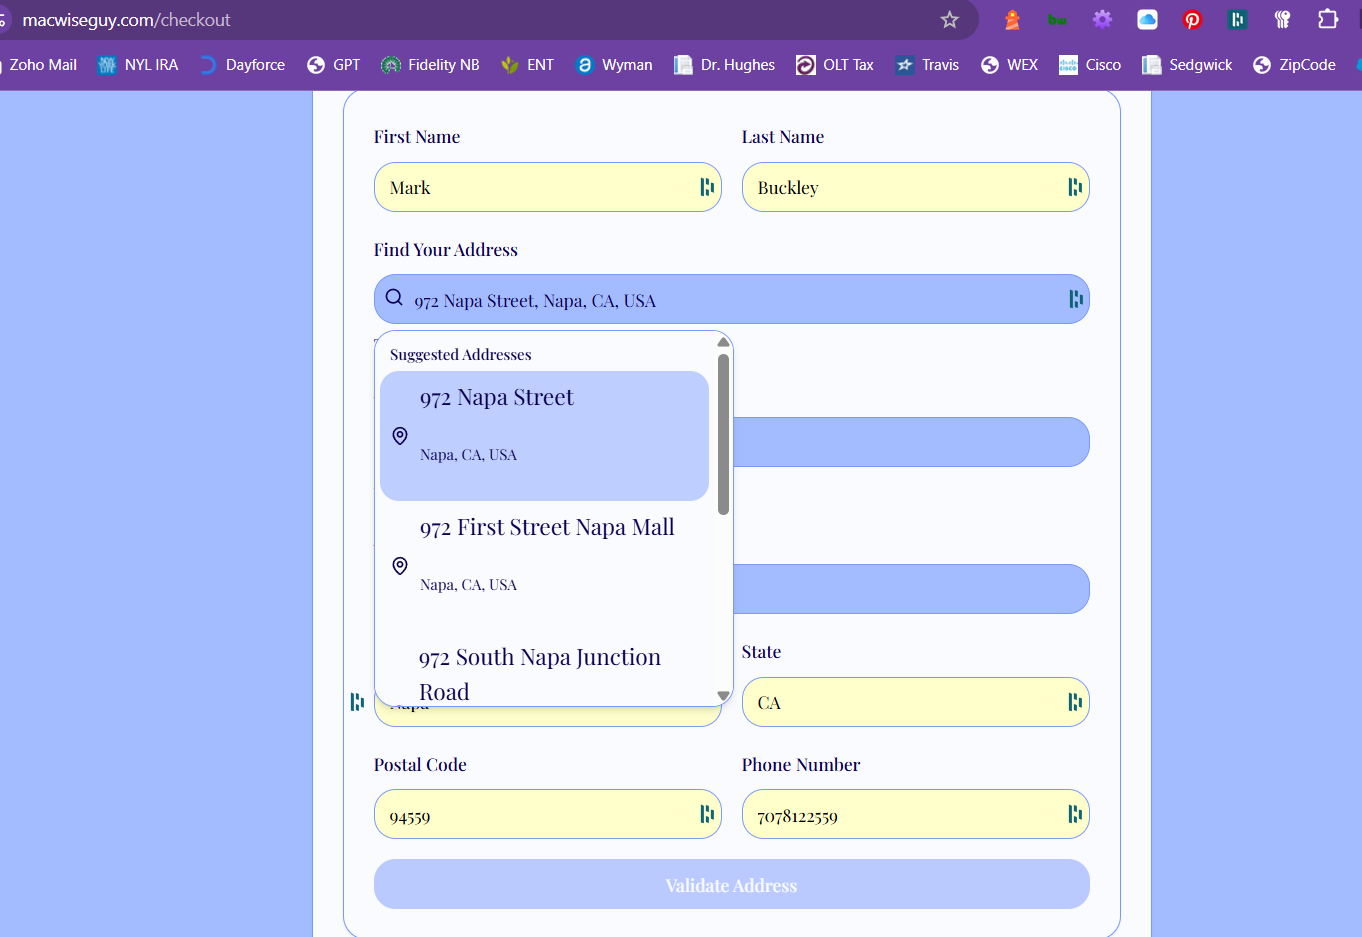 macwiseguy.com/checkout
Zoho Mail NYL IRA Dayforce GPT Fidelity NB ENT Wyman Dr. Hughes OLT Tax Travis WEX Cisco Sedgwick ZipCode
First Name Last Name
Mark Buckley
Find Your Address
972 Napa Street, Napa, CA, USA
Suggested Addresses
972 Napa Street
Napa, CA, USA
972 First Street Napa Mall
Napa, CA, USA
972 South Napa Junction
Road
State
Napa CA
Postal Code Phone Number
94559 7078122559
Validate Address